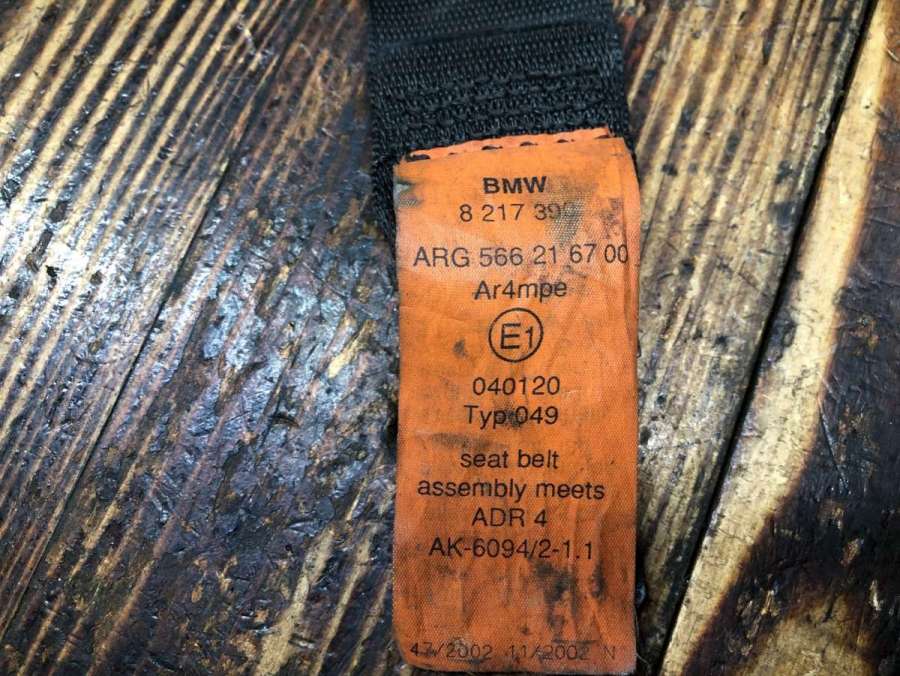 BMW
8 217
ARG 566 21 67 00
Ar4mpe
E1
040120
Typ 049
seat belt
assembly meets
ADR 4
AK-6094/2-1.1
47/2002 11/2002 N